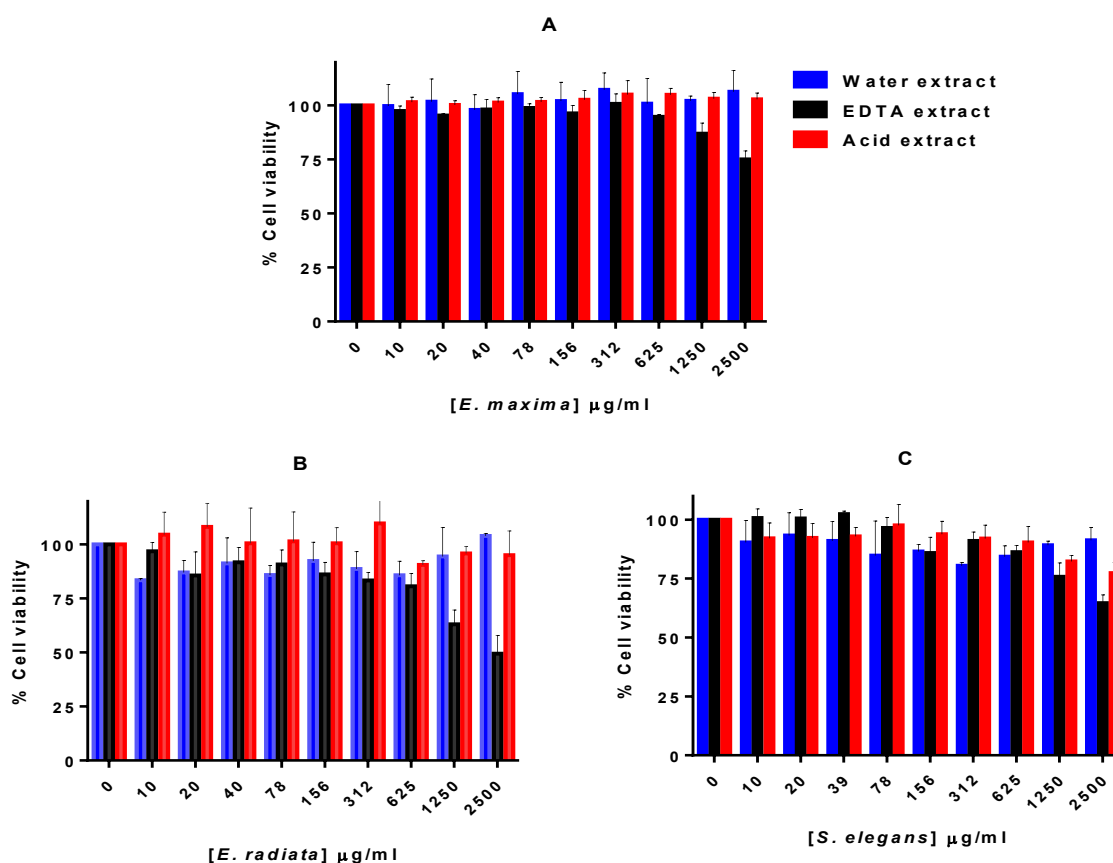 A
% Cell viability
100
75
50
25
0
0 10 20 40 78 156 312 625 1250 2500
[E. maxima] µg/ml
Water extract
EDTA extract
Acid extract
B
% Cell viability
100
75
50
25
0
0 10 20 40 78 156 312 625 1250 2500
[E. radiata] µg/ml
C
% Cell viability
100
75
50
25
0
0 10 20 39 78 156 312 625 1250 2500
[S. elegans] µg/ml